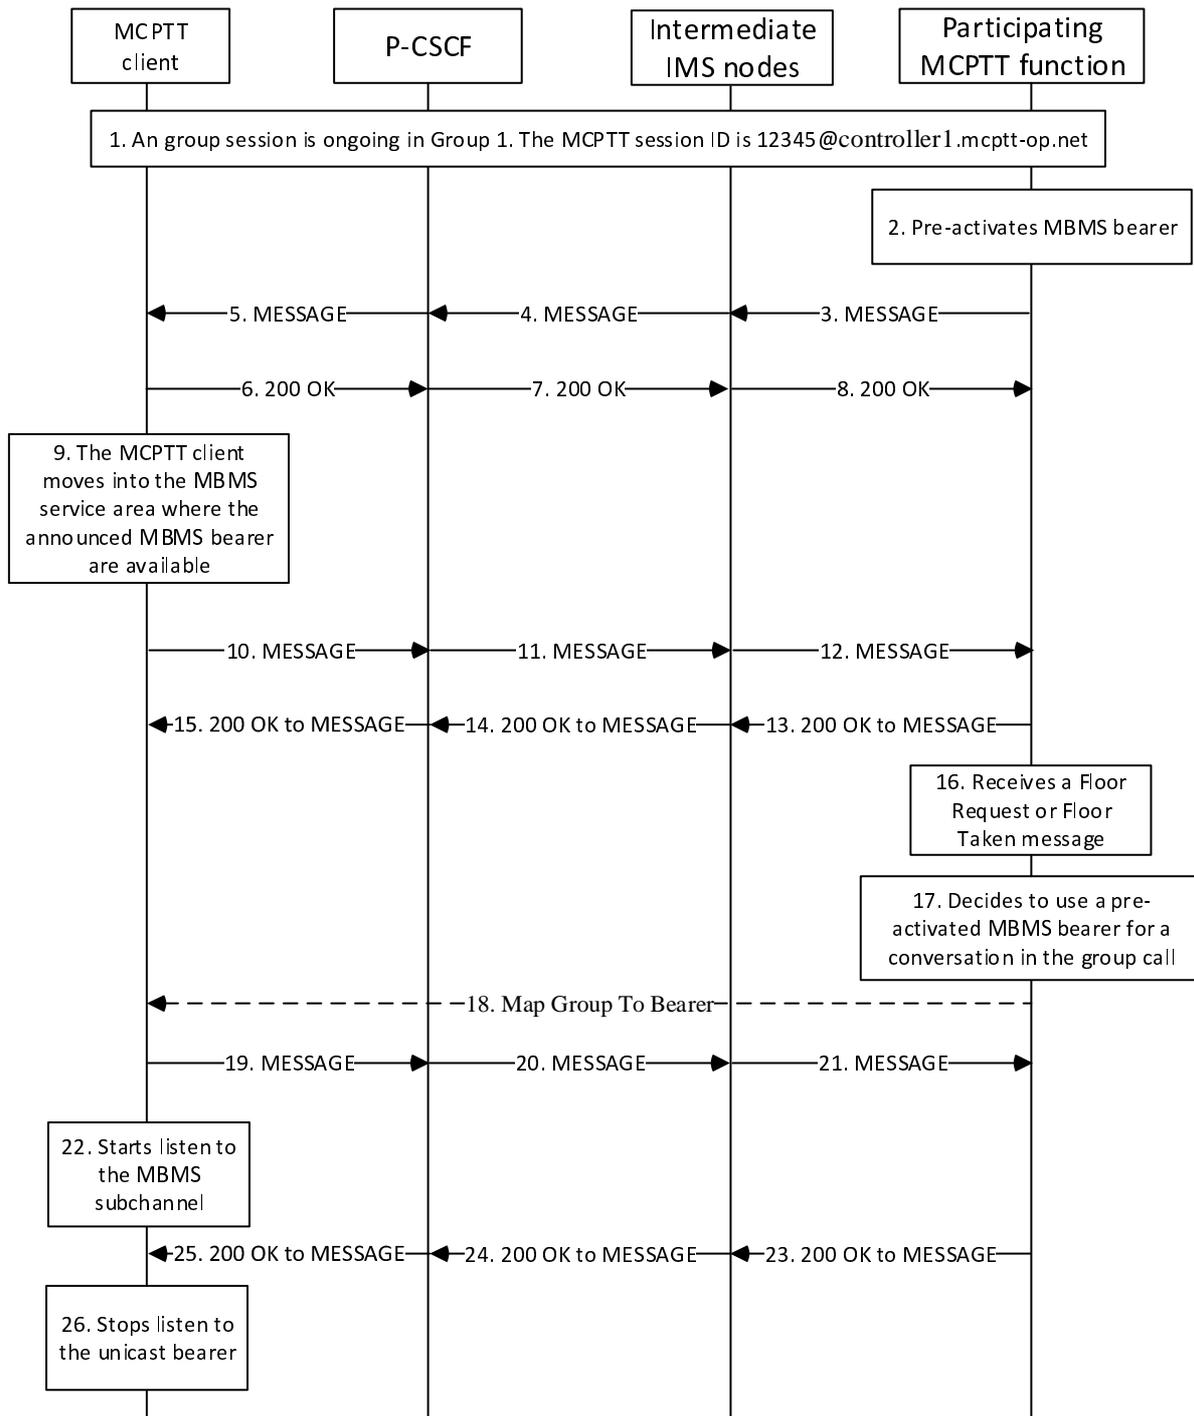 MCPTT
client
P-CSCF
Intermediate
IMS nodes
Participating
MCPTT function
1. An group session is ongoing in Group 1. The MCPTT session ID is 12345@controller1.mcptt-op.net
2. Pre-activates MBMS bearer
5. MESSAGE
4. MESSAGE
3. MESSAGE
6. 200 OK
7. 200 OK
8. 200 OK
9. The MCPTT client
moves into the MBMS
service area where the
announced MBMS bearer
are available
10. MESSAGE
11. MESSAGE
12. MESSAGE
15. 200 OK to MESSAGE
14. 200 OK to MESSAGE
13. 200 OK to MESSAGE
16. Receives a Floor
Request or Floor
Taken message
17. Decides to use a pre-
activated MBMS bearer for a
conversation in the group call
18. Map Group To Bearer
19. MESSAGE
20. MESSAGE
21. MESSAGE
22. Starts listen to
the MBMS
subchannel
25. 200 OK to MESSAGE
24. 200 OK to MESSAGE
23. 200 OK to MESSAGE
26. Stops listen to
the unicast bearer